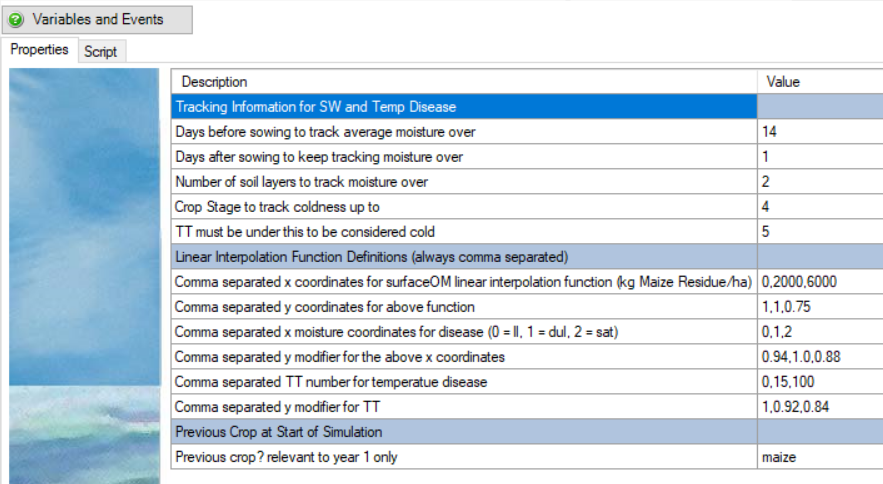 Variables and Events
Properties Script
Description Value
Tracking Information for SW and Temp Disease
Days before sowing to track average moisture over 14
Days after sowing to keep tracking moisture over 1
Number of soil layers to track moisture over 2
Crop Stage to track coldness up to 4
TT must be under this to be considered cold 5
Linear Interpolation Function Definitions (always comma separated)
Comma separated x coordinates for surfaceOM linear interpolation function (kg Maize Residue/ha) 0,2000,6000
Comma separated y coordinates for above function 1,1,0.75
Comma separated x moisture coordinates for disease (0 = ll, 1 = dul, 2 = sat) 0,1,2
Comma separated y modifier for the above x coordinates 0.94,1.0,0.88
Comma separated TT number for temperatue disease 0,15,100
Comma separated y modifier for TT 1,0.92,0.84
Previous Crop at Start of Simulation
Previous crop? relevant to year 1 only maize